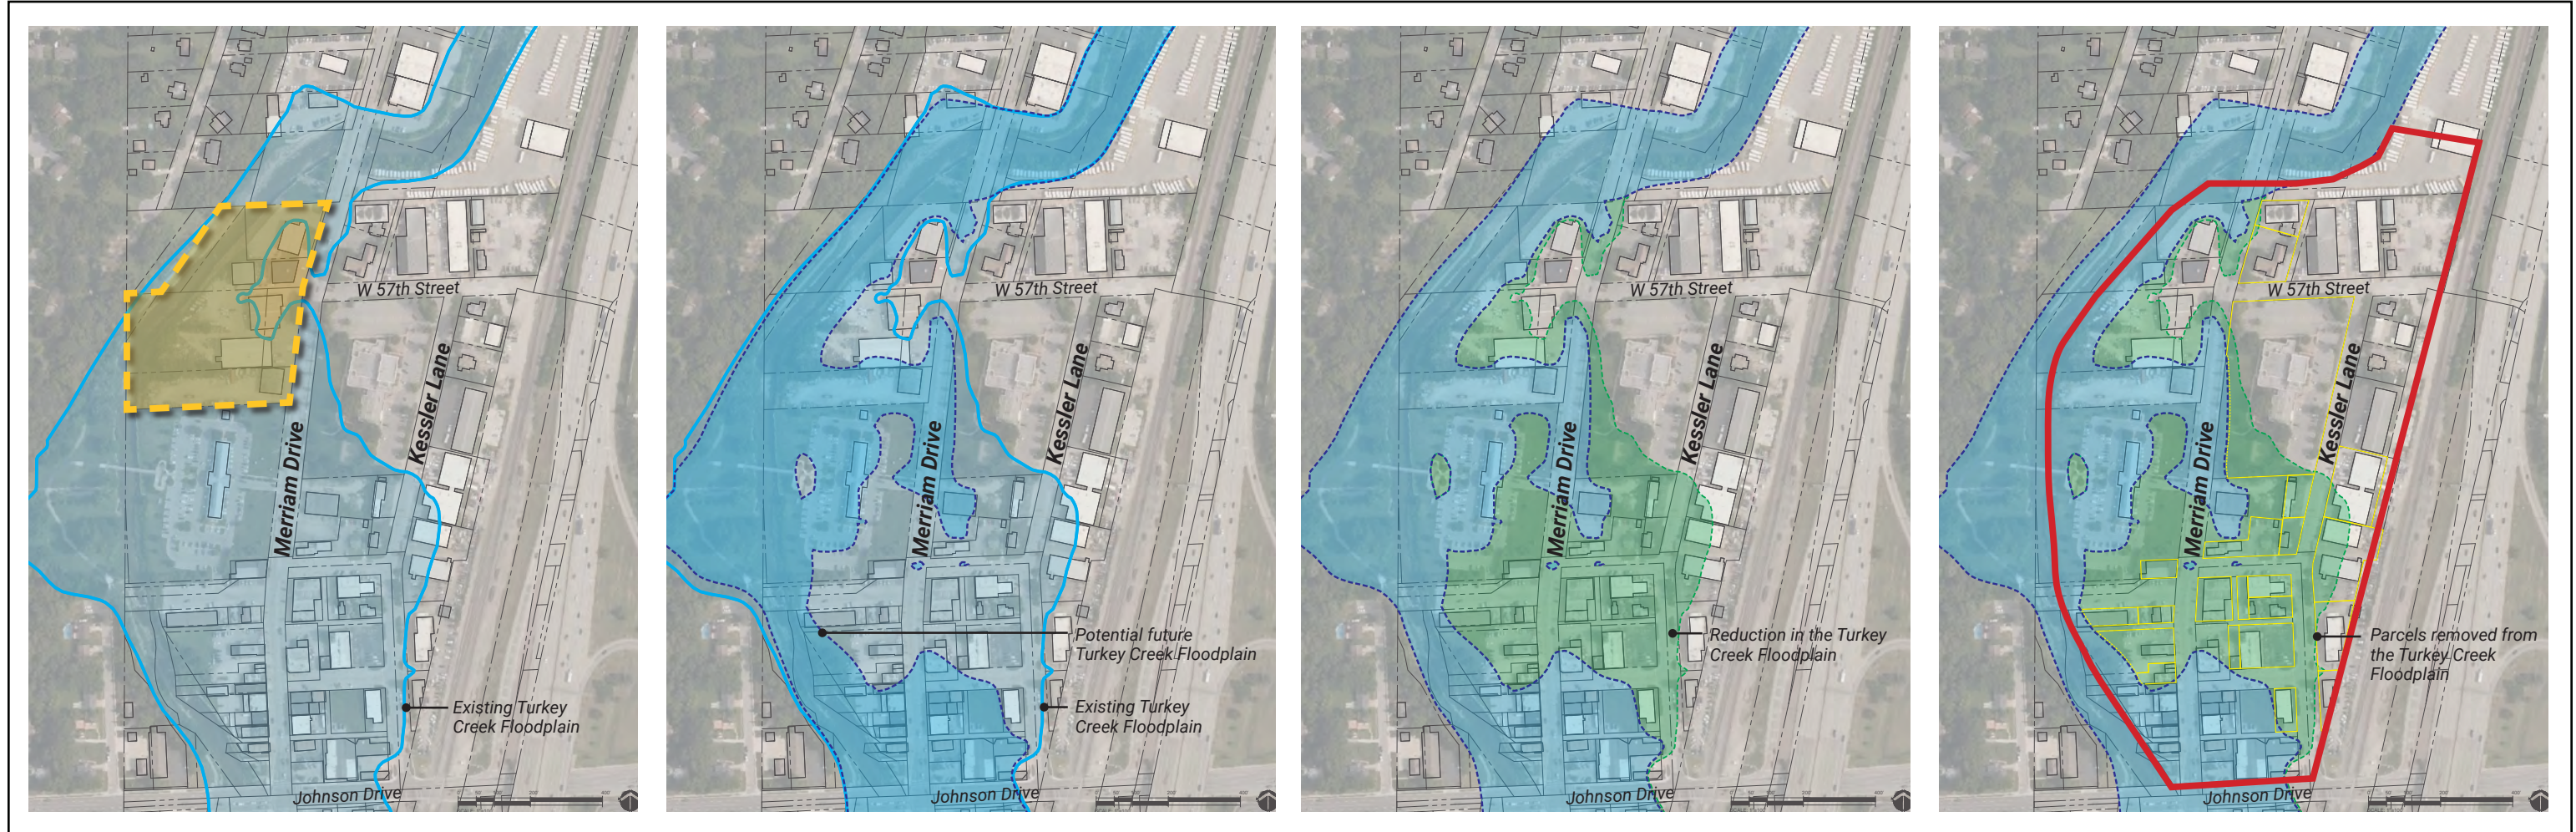 W 57th Street
Kessler Lane
Merriam Drive
Existing Turkey
Creek Floodplain
Johnson Drive
W 57th Street
Kessler Lane
Merriam Drive
Potential future
Turkey Creek Floodplain
Existing Turkey
Creek Floodplain
Johnson Drive
W 57th Street
Kessler Lane
Merriam Drive
Reduction in the Turkey
Creek Floodplain
Johnson Drive
W 57th Street
Kessler Lane
Merriam Drive
Parcels removed from
the Turkey Creek
Floodplain
Johnson Drive